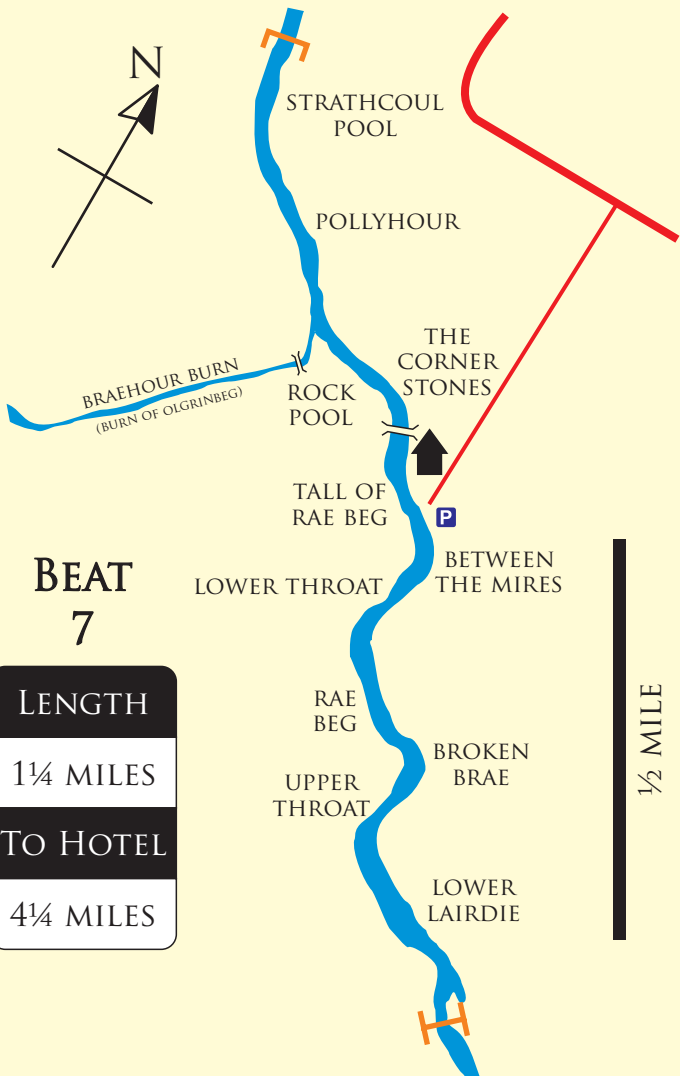 N
STRATHCOUL
POOL
POLLYHOUR
THE
CORNER
STONES
BRAEHOUR BURN
(BURN OF OLGRINBEG)
ROCK
POOL
TALL OF
RAE BEG
P
BETWEEN
THE MIRES
LOWER THROAT
BEAT
7
LENGTH
1¼ MILES
TO HOTEL
4¼ MILES
RAE
BEG
BROKEN
BRAE
UPPER
THROAT
LOWER
LAIRDIE
½ MILE